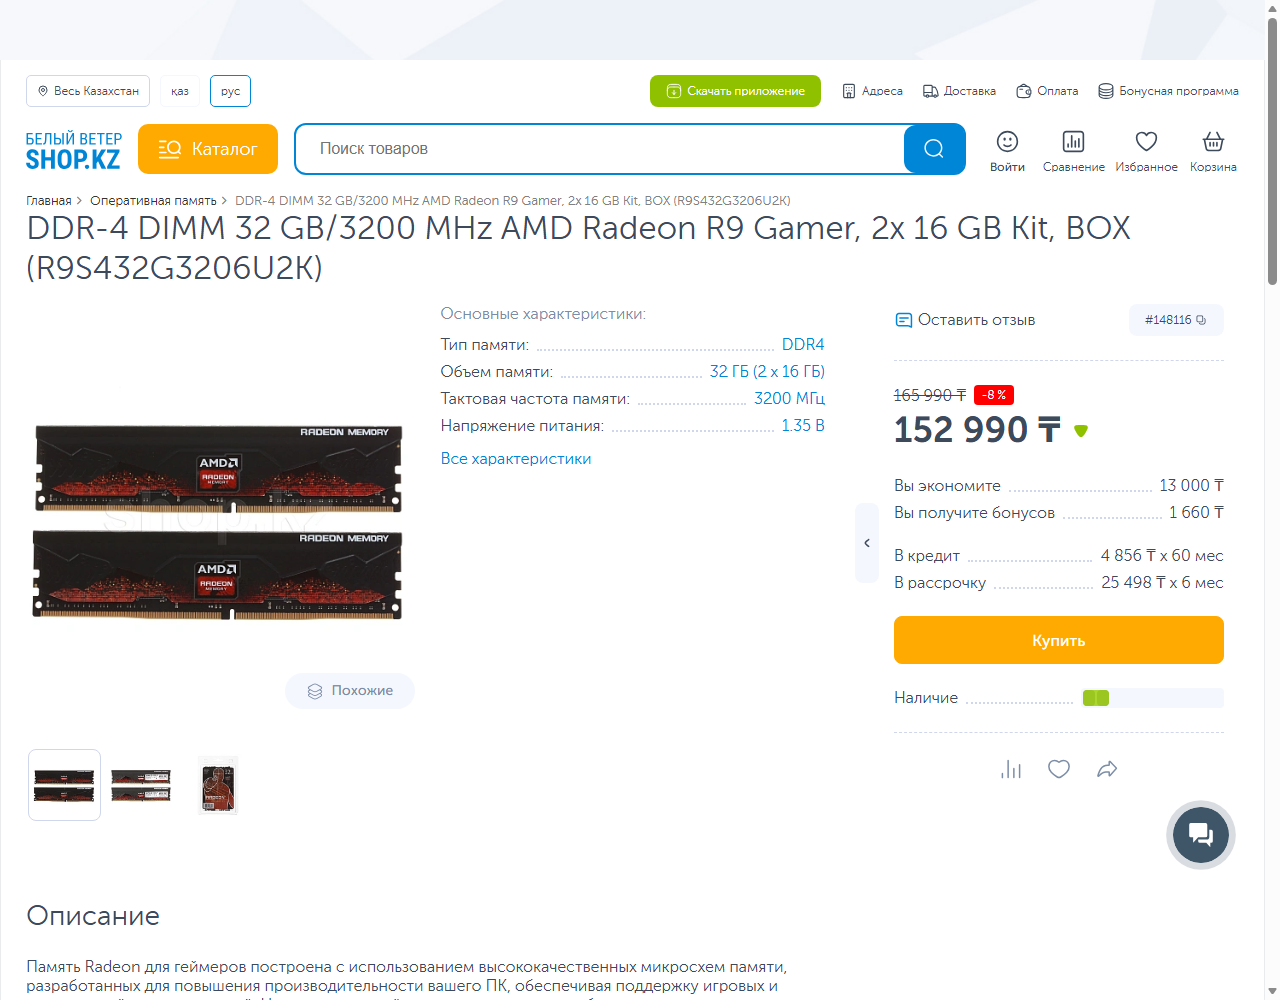 Весь Казахстан
қаз
рус
Скачать приложение
Адреса
Доставка
Оплата
Бонусная программа
БЕЛЫЙ ВЕТЕР
SHOP.KZ
Каталог
Поиск товаров
Войти
Сравнение
Избранное
Корзина
Главная
Оперативная память
DDR-4 DIMM 32 GB/3200 MHz AMD Radeon R9 Gamer, 2x 16 GB Kit, BOX (R9S432G3206U2K)
DDR-4 DIMM 32 GB/3200 MHz AMD Radeon R9 Gamer, 2x 16 GB Kit, BOX
(R9S432G3206U2K)
RADEON MEMORY
AMD
RADEON
MEMORY
shop.kz
RADEON MEMORY
AMD
RADEON
MEMORY
Похожие
Основные характеристики:
Тип памяти: DDR4
Объем памяти: 32 ГБ (2 x 16 ГБ)
Тактовая частота памяти: 3200 МГц
Напряжение питания: 1.35 В
Все характеристики
Оставить отзыв
#148116
165 990 ₸ -8 %
152 990 ₸
Вы экономите 13 000 ₸
Вы получите бонусов 1 660 ₸
В кредит 4 856 ₸ x 60 мес
В рассрочку 25 498 ₸ x 6 мес
Купить
Наличие
Описание
Память Radeon для геймеров построена с использованием высококачественных микросхем памяти,
разработанных для повышения производительности вашего ПК, обеспечивая поддержку игровых и